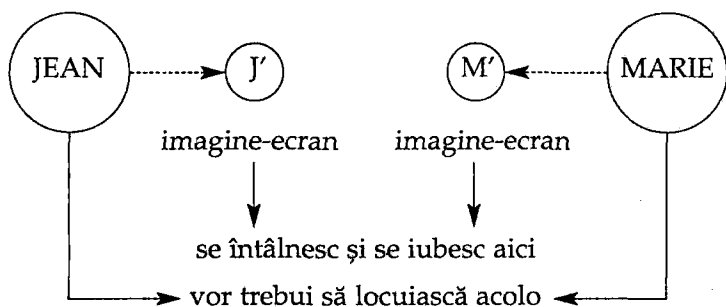 JEAN J′ M′ MARIE
imagine-ecran imagine-ecran
se întâlnesc și se iubesc aici
vor trebui să locuiască acolo